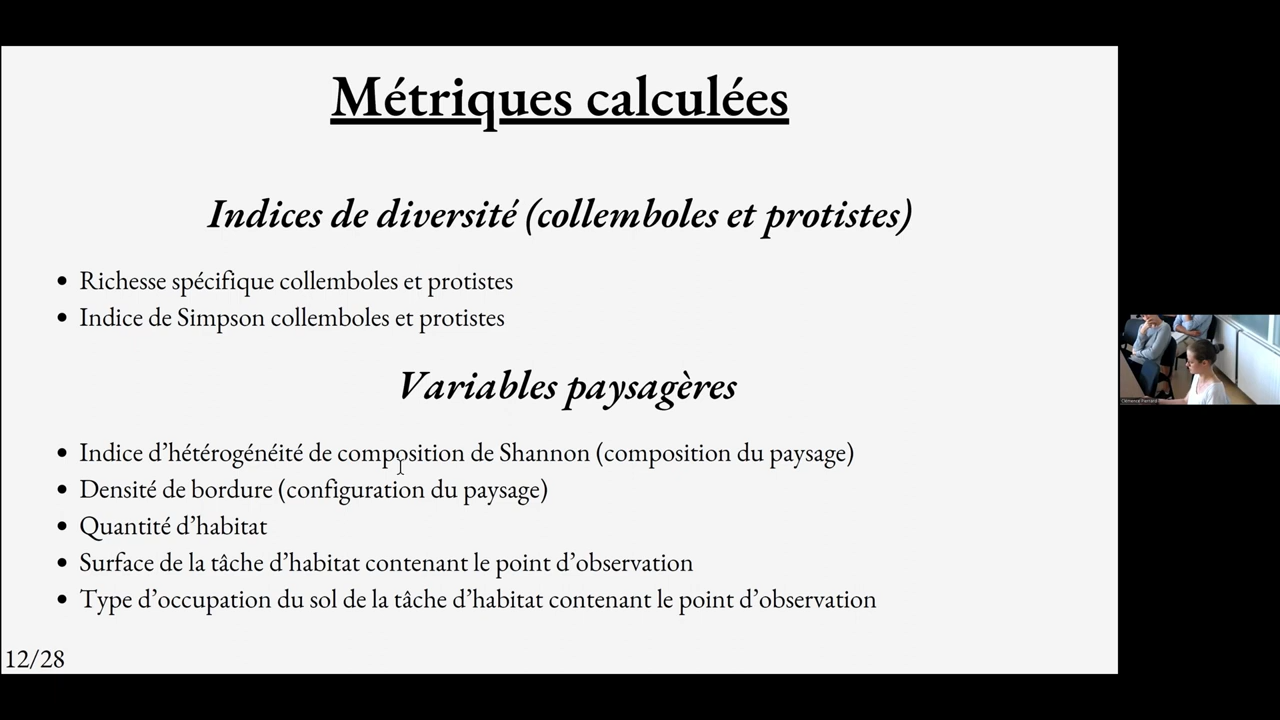 Métriques calculées
Indices de diversité (collemboles et protistes)
• Richesse spécifique collemboles et protistes
• Indice de Simpson collemboles et protistes
Variables paysagères
• Indice d'hétérogénéité de composition de Shannon (composition du paysage)
• Densité de bordure (configuration du paysage)
• Quantité d'habitat
• Surface de la tâche d'habitat contenant le point d'observation
• Type d'occupation du sol de la tâche d'habitat contenant le point d'observation
12/28